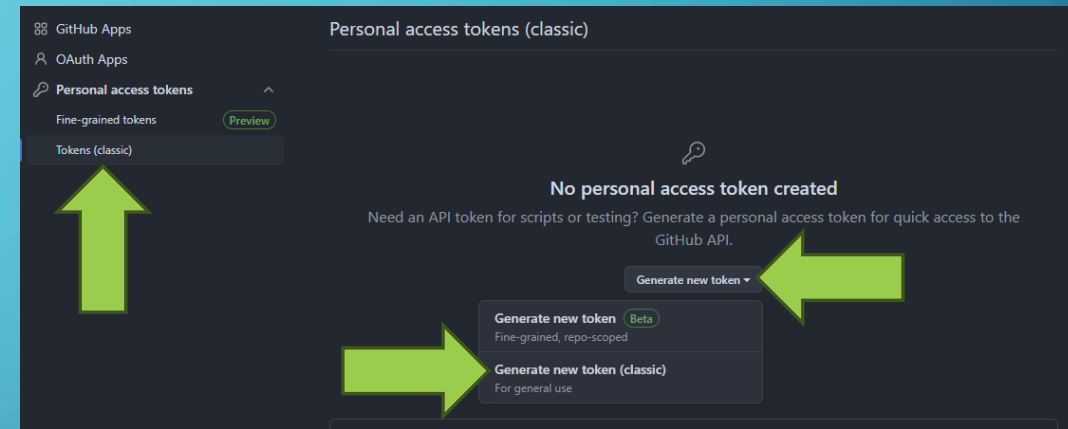 GitHub Apps
OAuth Apps
Personal access tokens
Fine-grained tokens Preview
Tokens (classic)
Personal access tokens (classic)
No personal access token created
Need an API token for scripts or testing? Generate a personal access token for quick access to the
GitHub API.
Generate new token
Generate new token Beta
Fine-grained, repo-scoped
Generate new token (classic)
For general use